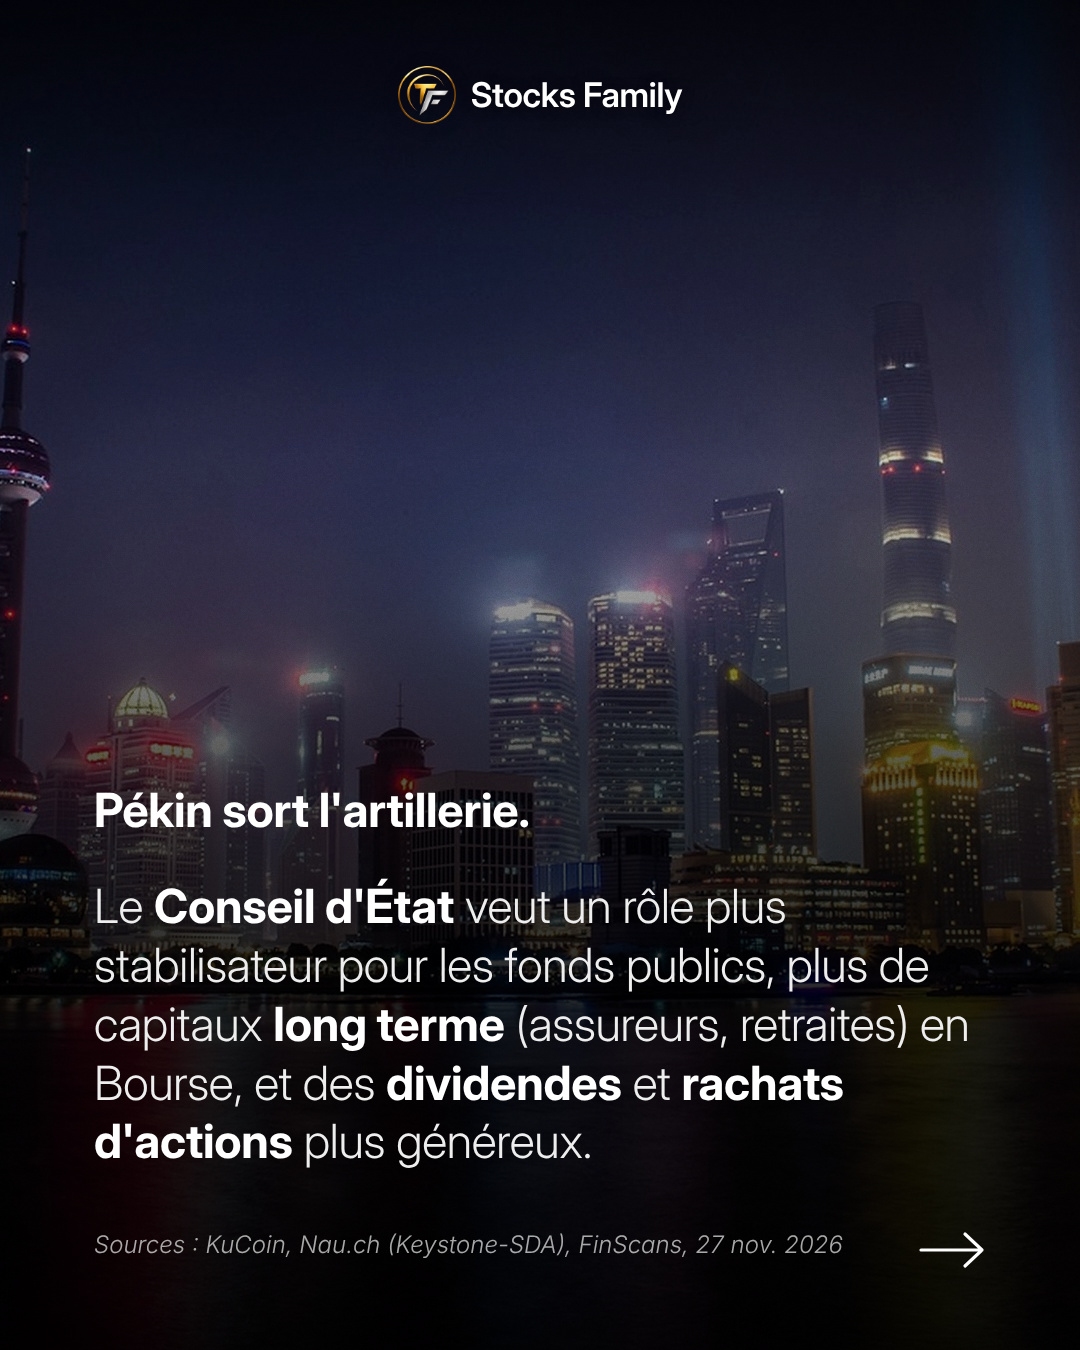 Stocks Family
Pékin sort l'artillerie.
Le Conseil d'État veut un rôle plus
stabilisateur pour les fonds publics, plus de
capitaux long terme (assureurs, retraites) en
Bourse, et des dividendes et rachats
d'actions plus généreux.
Sources : KuCoin, Nau.ch (Keystone-SDA), FinScans, 27 nov. 2026